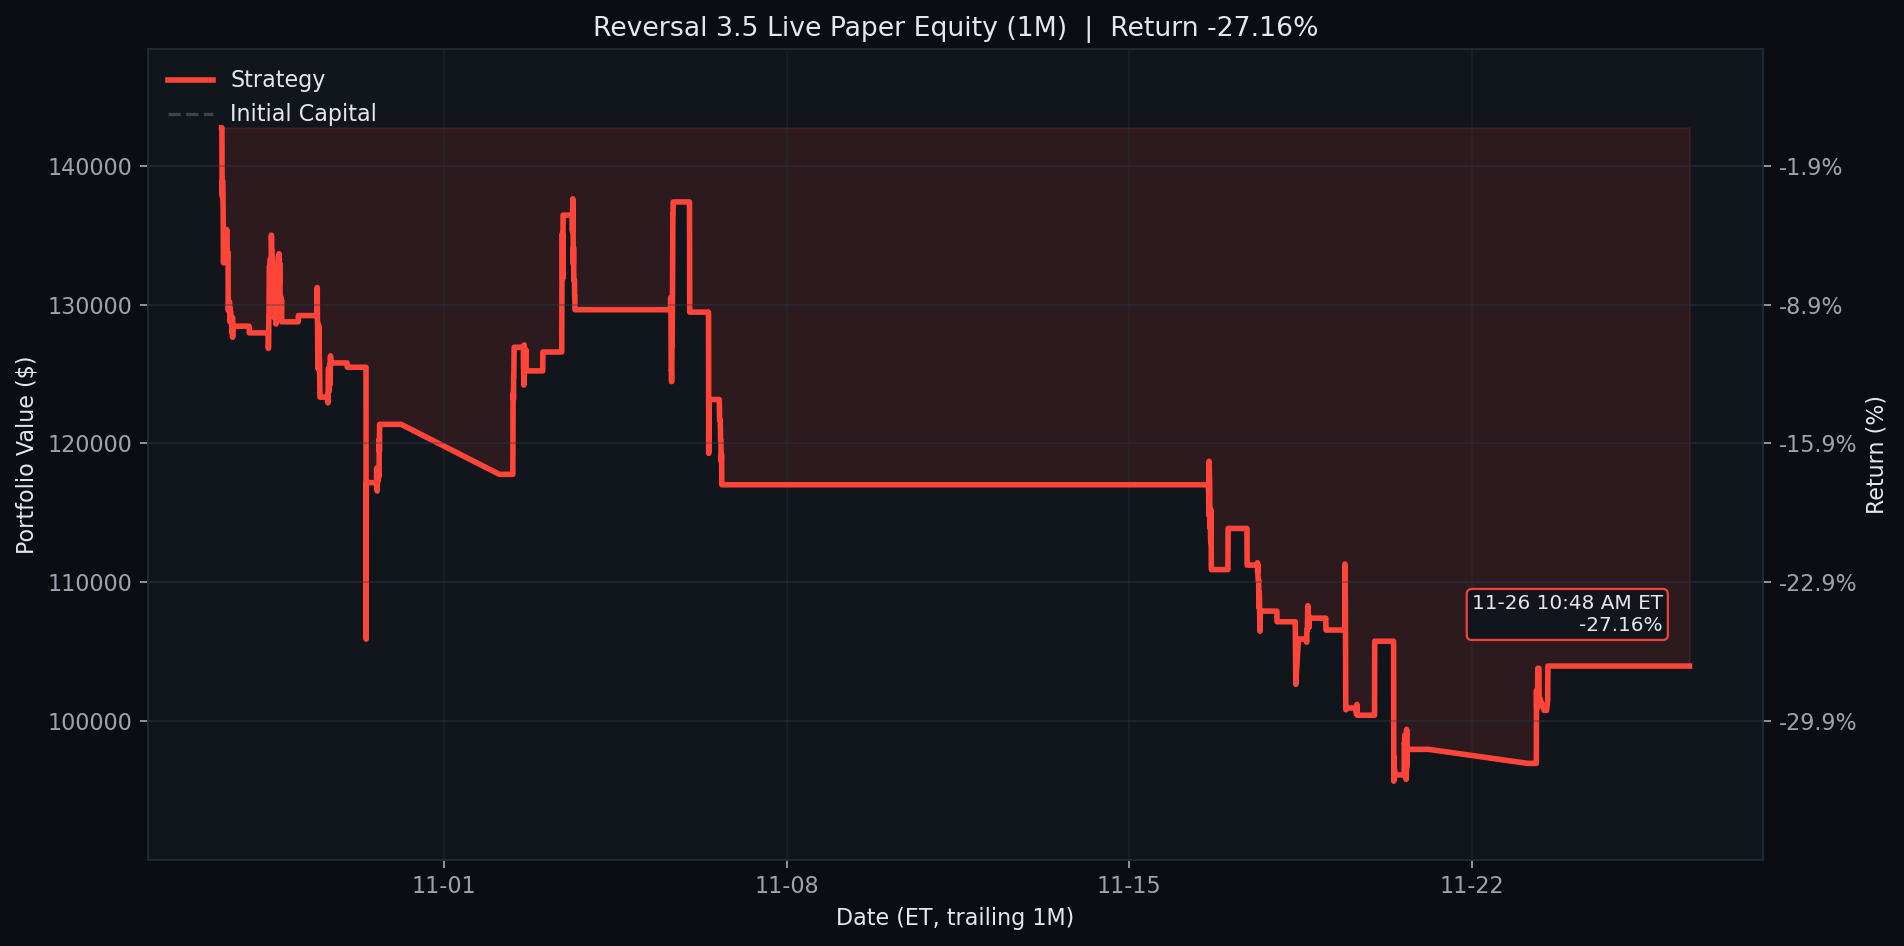 Reversal 3.5 Live Paper Equity (1M)  |  Return -27.16%
Strategy
Initial Capital
Portfolio Value ($)
140000
130000
120000
110000
100000
-1.9%
-8.9%
-15.9%
-22.9%
-29.9%
Return (%)
11-26 10:48 AM ET
-27.16%
11-01
11-08
11-15
11-22
Date (ET, trailing 1M)